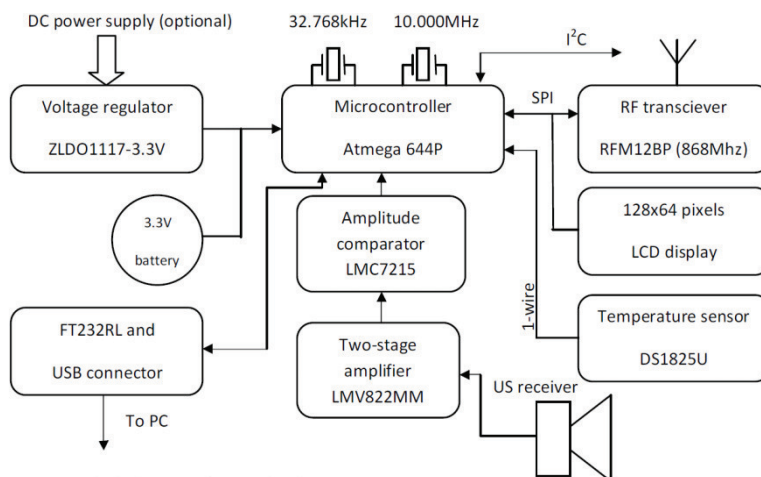 DC power supply (optional)
32.768kHz
10.000MHz
I²C
Voltage regulator
ZLDO1117-3.3V
Microcontroller
Atmega 644P
SPI
RF transciever
RFM12BP (868Mhz)
3.3V
battery
Amplitude
comparator
LMC7215
128x64 pixels
LCD display
1-wire
FT232RL and
USB connector
Two-stage
amplifier
LMV822MM
Temperature sensor
DS1825U
US receiver
To PC